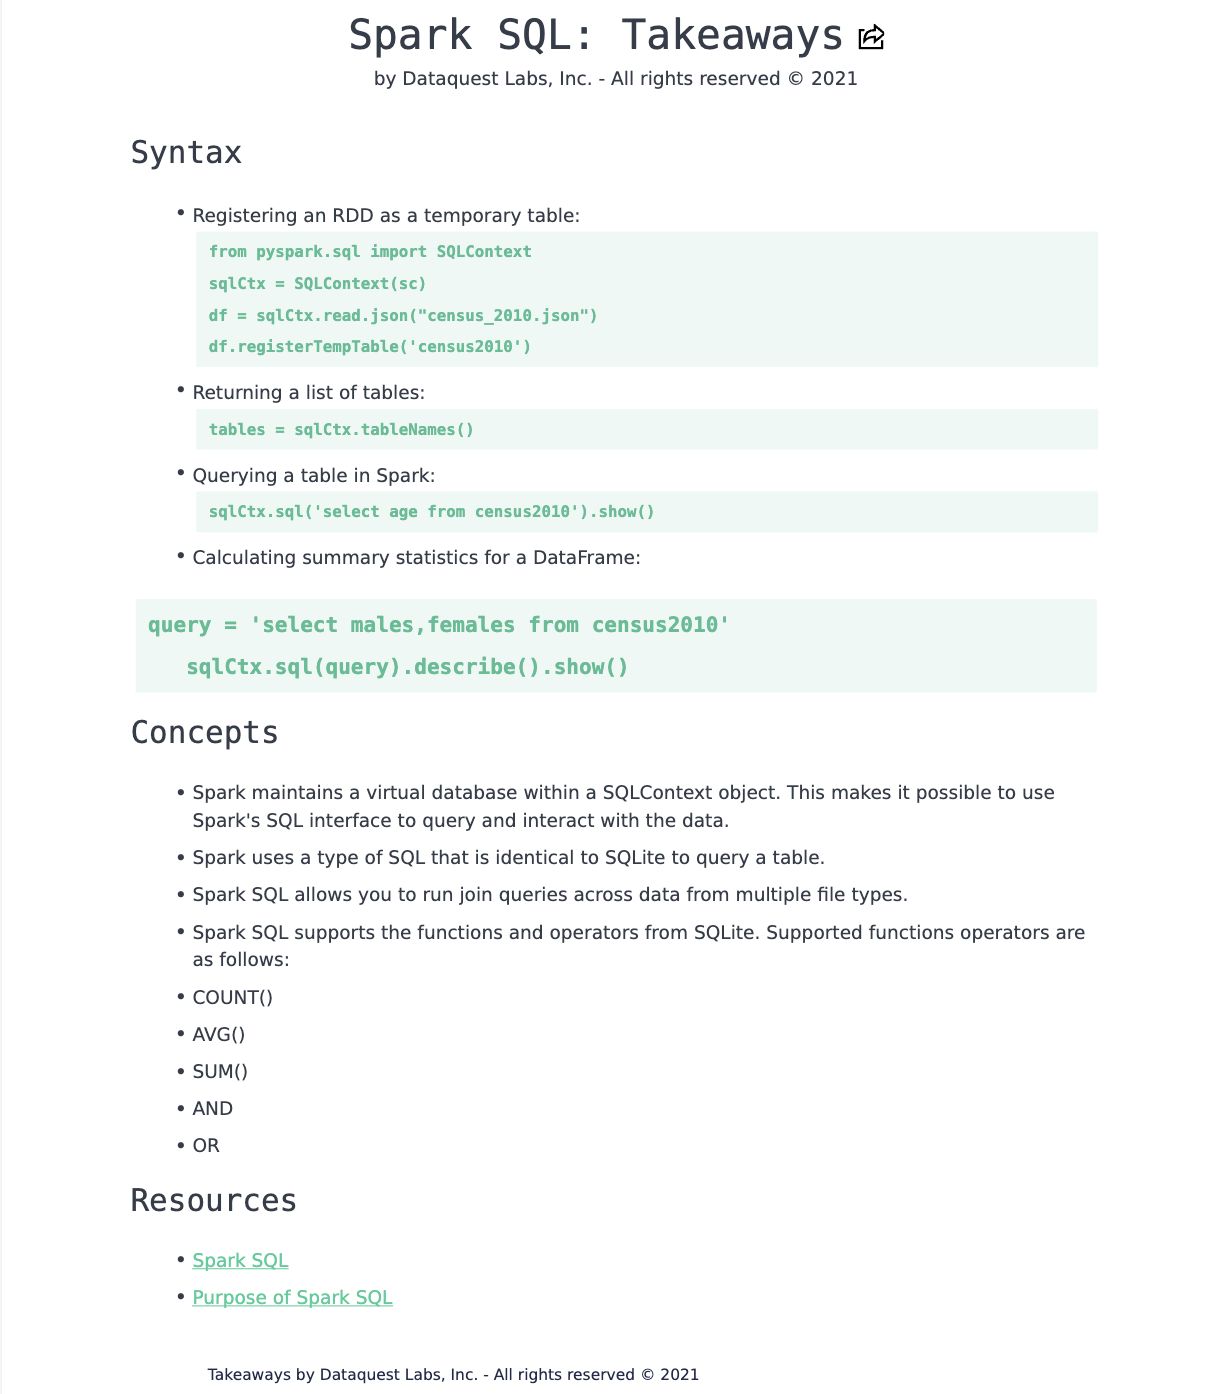 Spark SQL: Takeaways
by Dataquest Labs, Inc. - All rights reserved © 2021
Syntax
• Registering an RDD as a temporary table:
from pyspark.sql import SQLContext
sqlCtx = SQLContext(sc)
df = sqlCtx.read.json("census_2010.json")
df.registerTempTable('census2010')
• Returning a list of tables:
tables = sqlCtx.tableNames()
• Querying a table in Spark:
sqlCtx.sql('select age from census2010').show()
• Calculating summary statistics for a DataFrame:
query = 'select males,females from census2010'
sqlCtx.sql(query).describe().show()
Concepts
• Spark maintains a virtual database within a SQLContext object. This makes it possible to use
Spark's SQL interface to query and interact with the data.
• Spark uses a type of SQL that is identical to SQLite to query a table.
• Spark SQL allows you to run join queries across data from multiple file types.
• Spark SQL supports the functions and operators from SQLite. Supported functions operators are
as follows:
• COUNT()
• AVG()
• SUM()
• AND
• OR
Resources
• Spark SQL
• Purpose of Spark SQL
Takeaways by Dataquest Labs, Inc. - All rights reserved © 2021